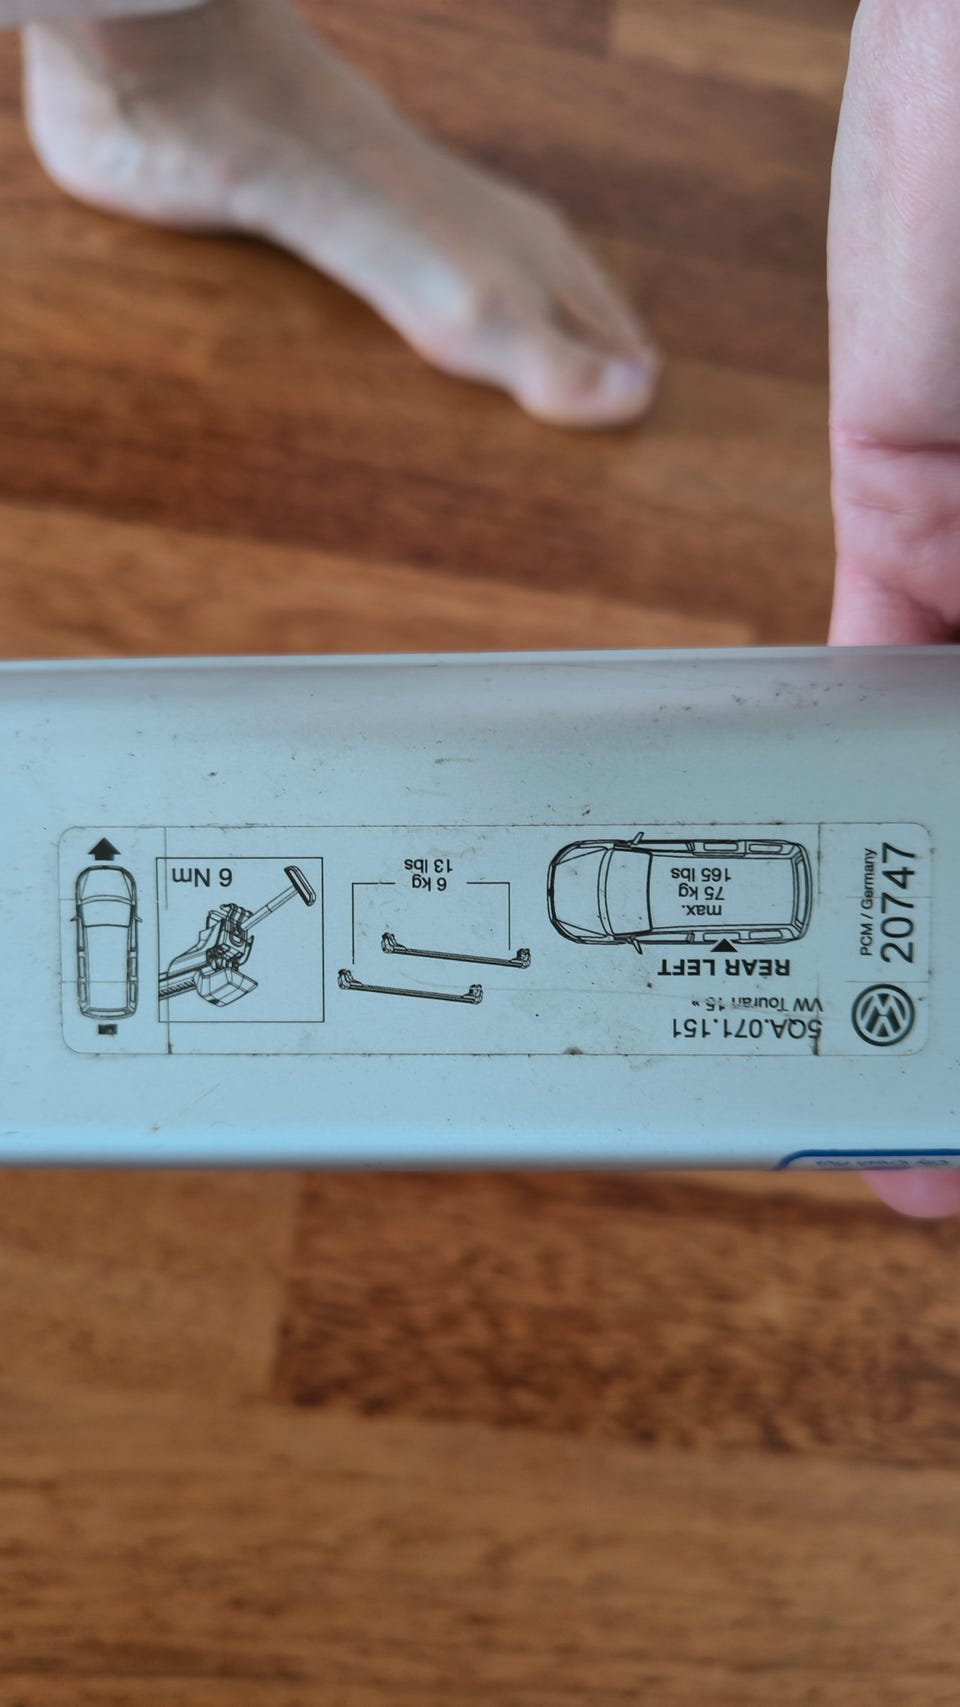 5QA.071.151
VW Touran 16 »
REAR LEFT
max.
75 kg
165 lbs
6 kg
13 lbs
6 Nm
PCM / Germany
20747